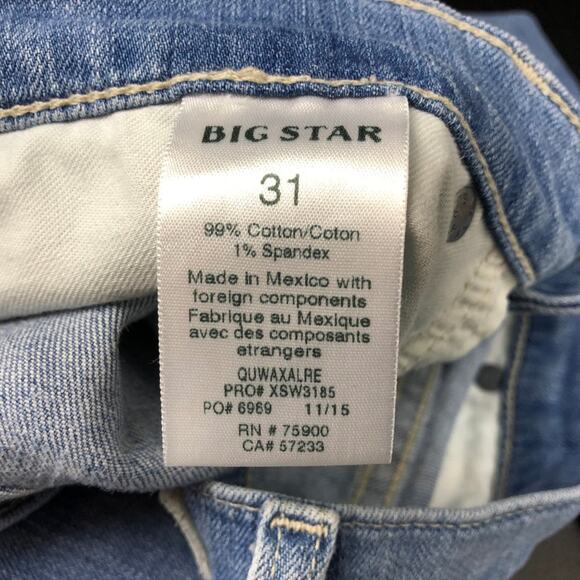 BIG STAR
31
99% Cotton/Coton
1% Spandex
Made in Mexico with
foreign components
Fabrique au Mexique
avec des composants
etrangers
QUWAXALRE
PRO# XSW3185
PO# 6969 11/15
RN # 75900
CA# 57233